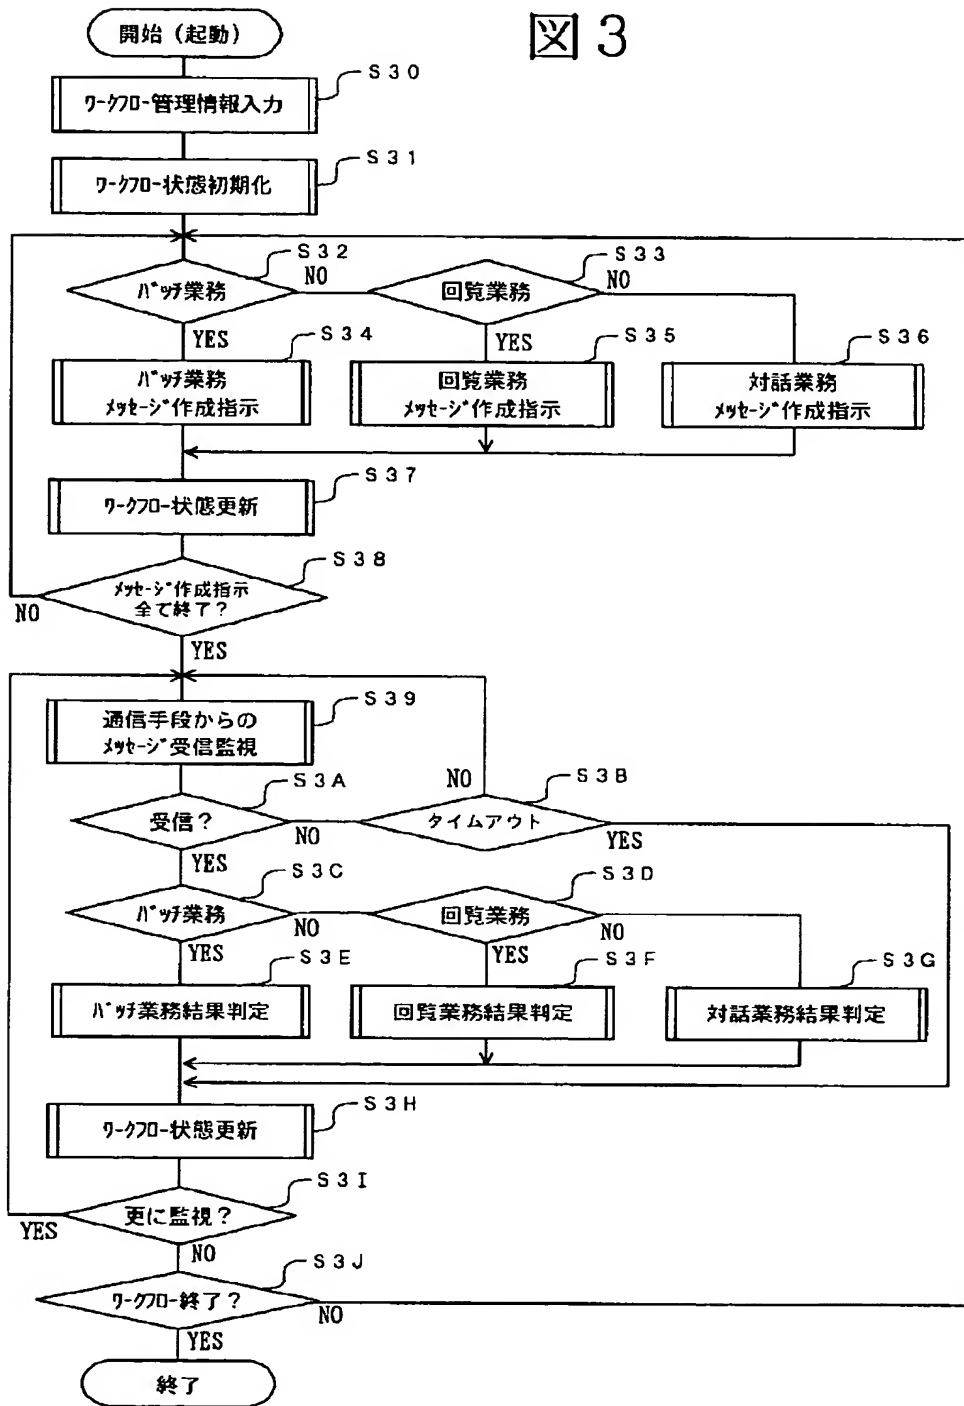 図3
開始（起動）
S30
ワークフロー管理情報入力
S31
ワークフロー状態初期化
S32
バッチ業務
NO
S33
回覧業務
NO
YES
S34
バッチ業務
メッセージ作成指示
YES
S35
回覧業務
メッセージ作成指示
S36
対話業務
メッセージ作成指示
S37
ワークフロー状態更新
S38
メッセージ作成指示
全て終了？
NO
YES
S39
通信手段からの
メッセージ受信監視
S3A
受信？
NO
YES
NO
S3B
タイムアウト
YES
S3C
バッチ業務
NO
YES
S3D
回覧業務
NO
YES
S3E
バッチ業務結果判定
S3F
回覧業務結果判定
S3G
対話業務結果判定
S3H
ワークフロー状態更新
S3I
更に監視？
YES
NO
S3J
ワークフロー終了？
NO
YES
終了